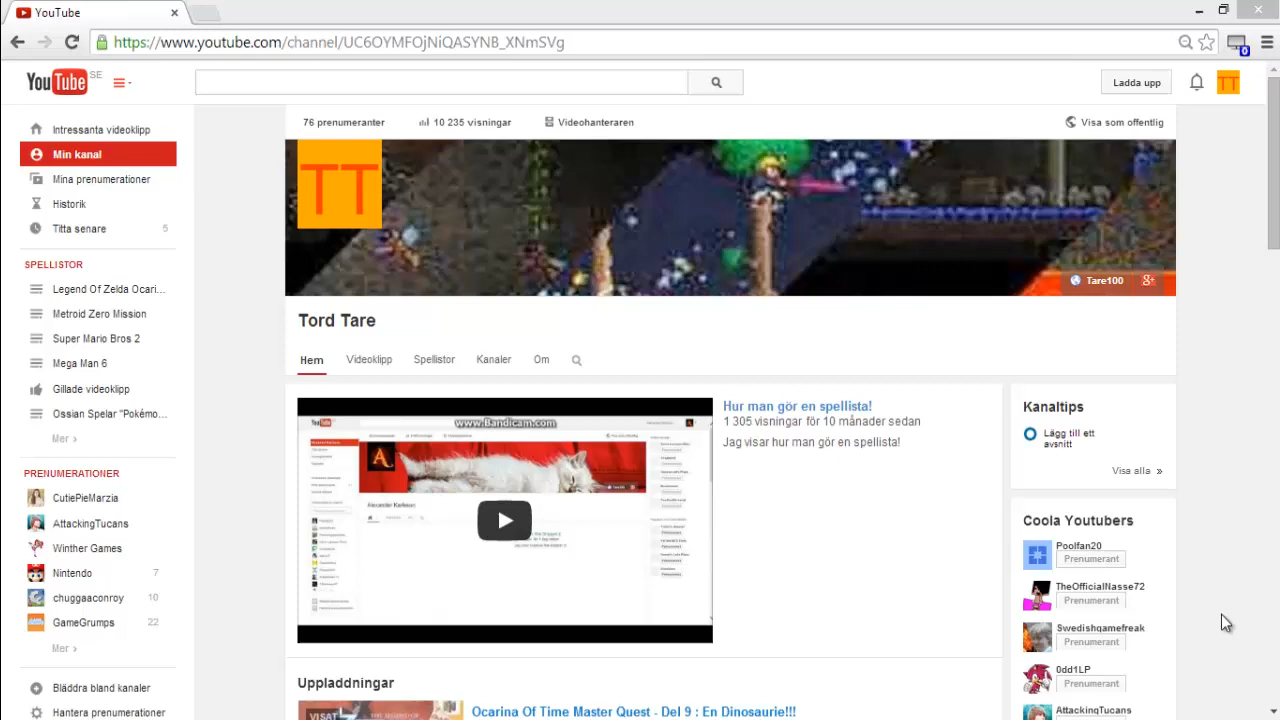 YouTube
https://www.youtube.com/channel/UC6OYMFOjNiQASYNB_XNmSVg
0
YouTube SE
Ladda upp
TT
Intressanta videoklipp
Min kanal
Mina prenumerationer
Historik
Titta senare 5
SPELLISTOR
Legend Of Zelda Ocari...
Metroid Zero Mission
Super Mario Bros 2
Mega Man 6
Gillade videoklipp
Ossian Spelar "Pokémo...
Mer ›
PRENUMERATIONER
CutiePieMarzia
AttackingTucans
Winther Games
Nintendo 7
chuggaaconroy 10
GameGrumps 22
Mer ›
Bläddra bland kanaler
Hantera prenumerationer
76 prenumeranter
10 235 visningar
Videohanteraren
Visa som offentlig
TT
Tare100
g+
Tord Tare
Hem
Videoklipp
Spellistor
Kanaler
Om
www.Bandicam.com
YouTube
Alexander Karlsson
Hur man gör en spellista!
1 305 visningar för 10 månader sedan
Jag visar hur man gör en spellista!
Uppladdningar
VISAT
Ocarina Of Time Master Quest - Del 9 : En Dinosaurie!!!
Kanaltips
Lägg till ett
avsnitt
Visa alla »
Coola Youtubers
Prenumerant
TheOfficialNasse72
Prenumerant
Swedishgamefreak
Prenumerant
0dd1LP
Prenumerant
AttackingTucans